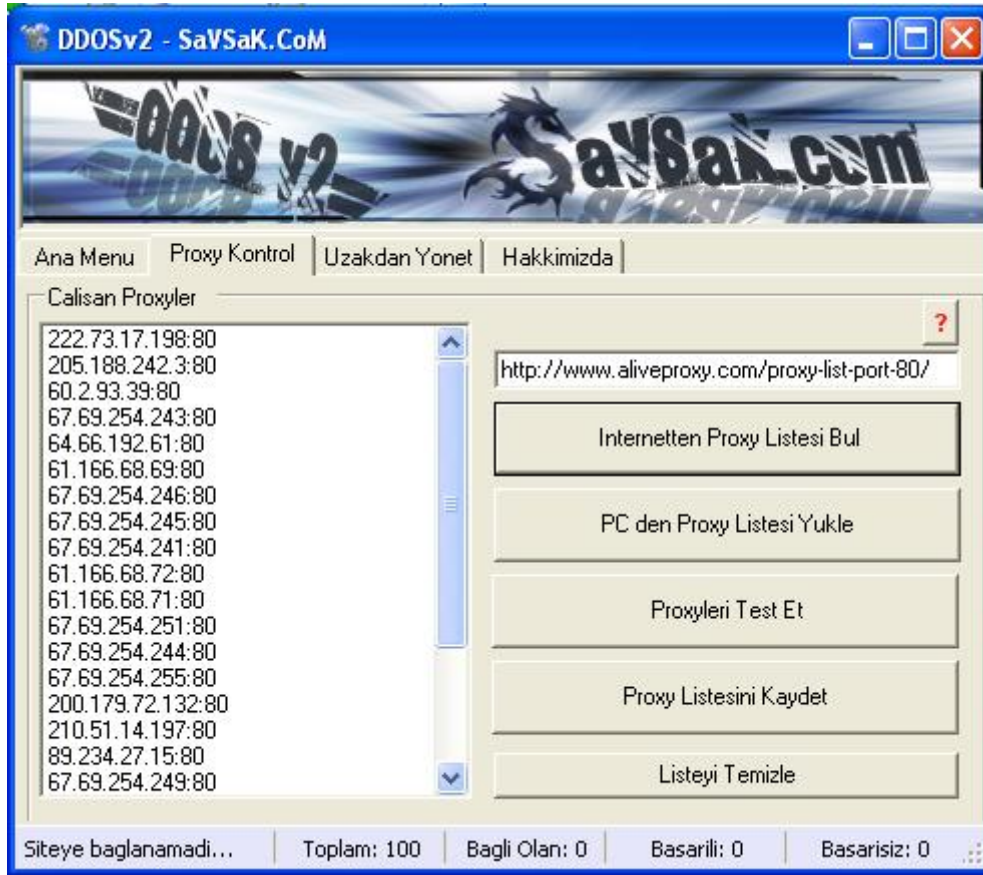 DDOSv2 - SaVSaK.CoM
DDOS v2
SaVSaK.com
Ana Menu
Proxy Kontrol
Uzakdan Yonet
Hakkimizda
Calisan Proxyler
222.73.17.198:80
205.188.242.3:80
60.2.93.39:80
67.69.254.243:80
64.66.192.61:80
61.166.68.69:80
67.69.254.246:80
67.69.254.245:80
67.69.254.241:80
61.166.68.72:80
61.166.68.71:80
67.69.254.251:80
67.69.254.244:80
67.69.254.255:80
200.179.72.132:80
210.51.14.197:80
89.234.27.15:80
67.69.254.249:80
?
http://www.aliveproxy.com/proxy-list-port-80/
Internetten Proxy Listesi Bul
PC den Proxy Listesi Yukle
Proxyleri Test Et
Proxy Listesini Kaydet
Listeyi Temizle
Siteye baglanamadi...
Toplam: 100
Bagli Olan: 0
Basarili: 0
Basarisiz: 0